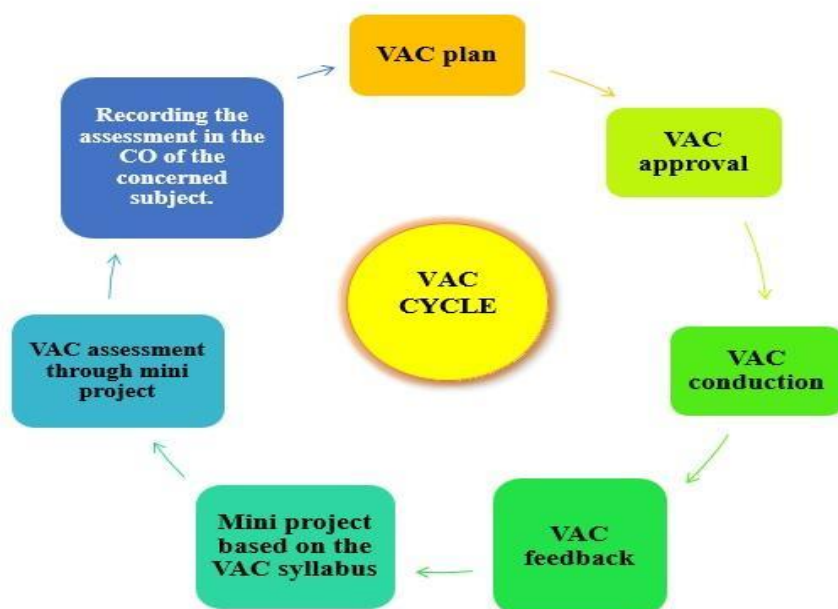 VAC plan
VAC
approval
VAC
conduction
VAC
feedback
Mini project
based on the
VAC syllabus
VAC assessment
through mini
project
Recording the
assessment in the
CO of the
concerned
subject.
VAC
CYCLE